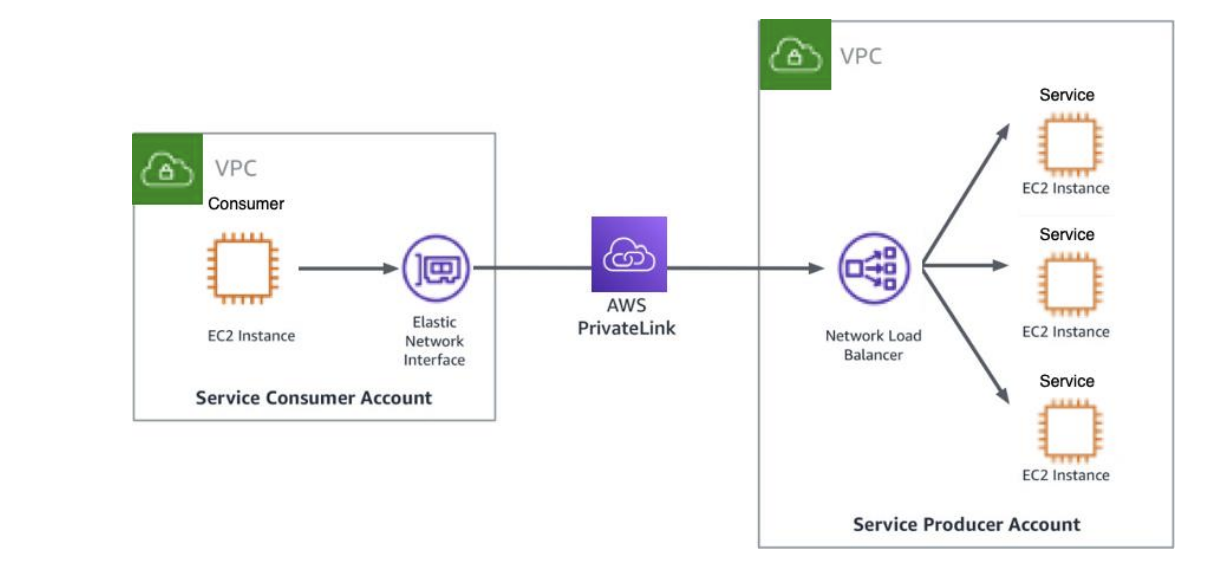 VPC
Consumer
EC2 Instance
Elastic
Network
Interface
Service Consumer Account
AWS
PrivateLink
VPC
Network Load
Balancer
Service
EC2 Instance
Service
EC2 Instance
Service
EC2 Instance
Service Producer Account